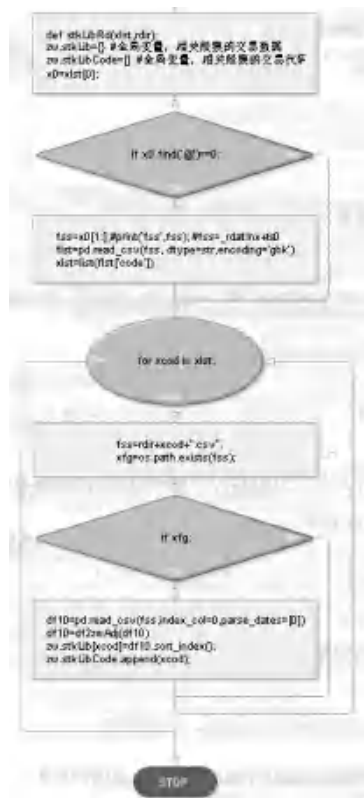 def stkLibRd(xlst,rdir):
zw.stkLib={} #全局变量，相关股票的交易数据
zw.stkLibCode=[] #全局变量，相关股票的交易代码
x0=xlst[0];
if x0.find('@')==0:
fss=x0[1:];#print('fss',fss);
flst=pd.read_csv(fss, dtype=str,encoding='gbk')
xlst=list(flst['code'])
for xcod in xlst:
fss=rdir+xcod+".csv";
xfg=os.path.exists(fss);
if xfg:
df10=pd.read_csv(fss,index_col=0,parse_dates=[0])
df10=df2zwAdj(df10)
zw.stkLib[xcod]=df10.sort_index();
zw.stkLibCode.append(xcod);
STOP